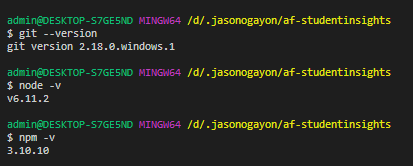 admin@DESKTOP-S7GE5ND MINGW64 /d/.jasonogayon/af-studentinsights
$ git --version
git version 2.18.0.windows.1
admin@DESKTOP-S7GE5ND MINGW64 /d/.jasonogayon/af-studentinsights
$ node -v
v6.11.2
admin@DESKTOP-S7GE5ND MINGW64 /d/.jasonogayon/af-studentinsights
$ npm -v
3.10.10